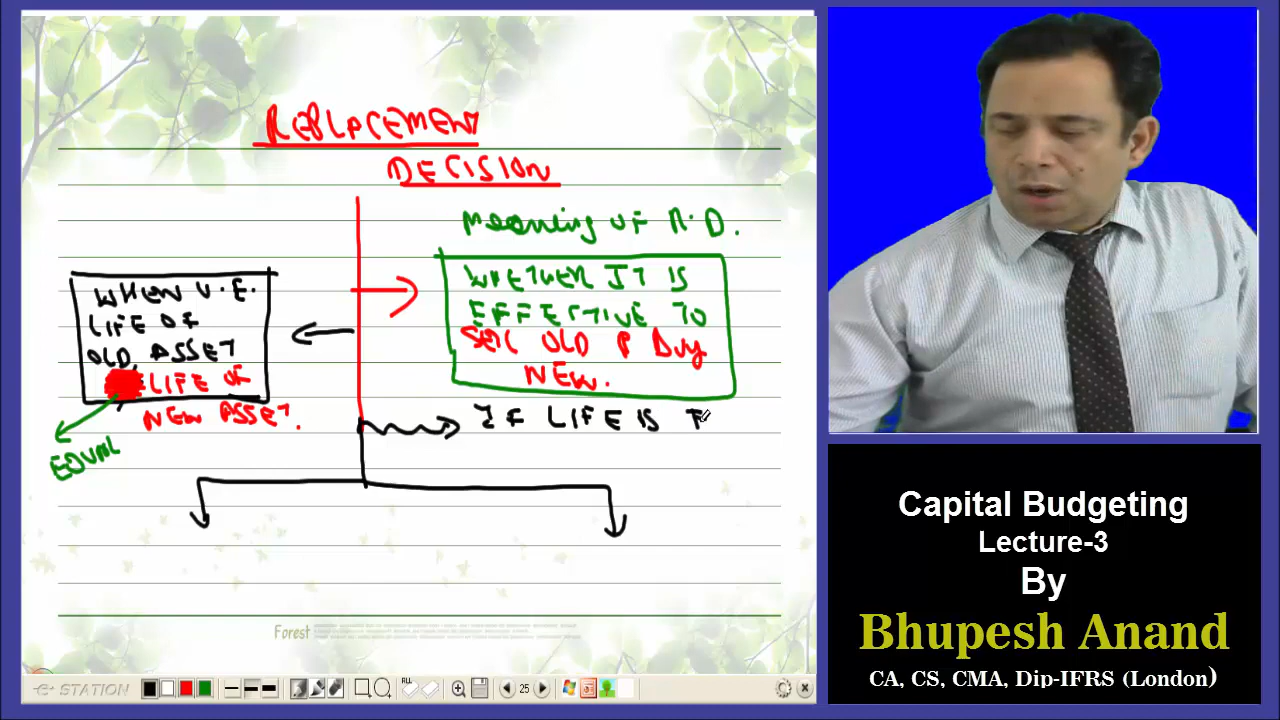 REPLACEMENT
DECISION
Meaning of R.D.
WHETHER IT IS
EFFECTIVE TO
SELL OLD & BUY
NEW.
WHEN U.E.
LIFE OF
OLD ASSET
LIFE OF
NEW ASSET.
EQUAL
IF LIFE IS
Forest
e-STATION
ALL
25
Capital Budgeting
Lecture-3
By
Bhupesh Anand
CA, CS, CMA, Dip-IFRS (London)